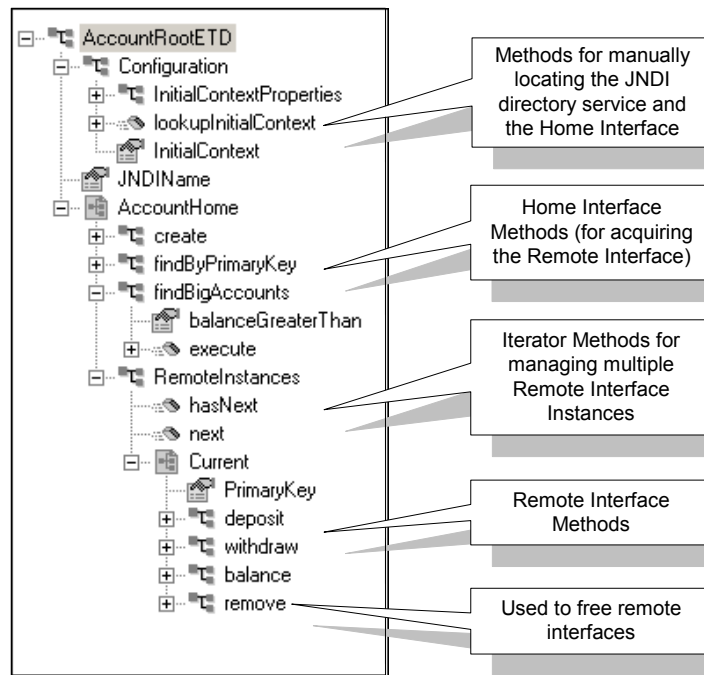 AccountRootETD
Configuration
InitialContextProperties
lookupInitialContext
InitialContext
JNDIName
AccountHome
create
findByPrimaryKey
findBigAccounts
balanceGreaterThan
execute
RemoteInstances
hasNext
next
Current
PrimaryKey
deposit
withdraw
balance
remove
Methods for manually
locating the JNDI
directory service and
the Home Interface
Home Interface
Methods (for acquiring
the Remote Interface)
Iterator Methods for
managing multiple
Remote Interface
Instances
Remote Interface
Methods
Used to free remote
interfaces